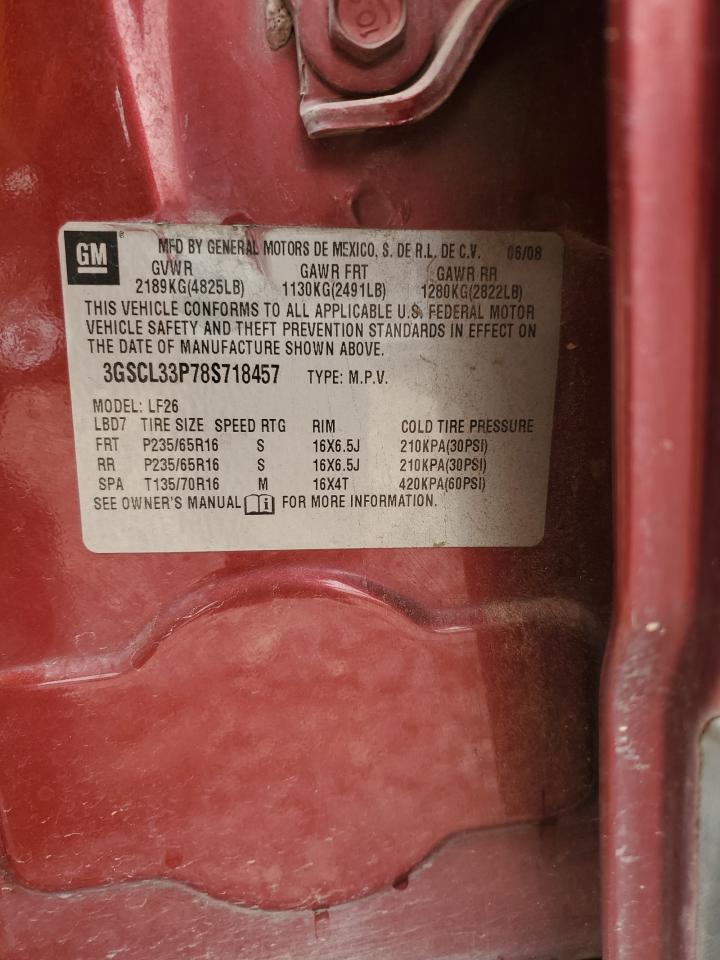 10
GM® MFD BY GENERAL MOTORS DE MEXICO, S. DE R.L. DE C.V. 06/08
GVWR GAWR FRT GAWR RR
2189KG(4825LB) 1130KG(2491LB) 1280KG(2822LB)
THIS VEHICLE CONFORMS TO ALL APPLICABLE U.S. FEDERAL MOTOR
VEHICLE SAFETY AND THEFT PREVENTION STANDARDS IN EFFECT ON
THE DATE OF MANUFACTURE SHOWN ABOVE.
3GSCL33P78S718457 TYPE: M.P.V.
MODEL: LF26
LBD7 TIRE SIZE SPEED RTG RIM COLD TIRE PRESSURE
FRT P235/65R16 S 16X6.5J 210KPA(30PSI)
RR P235/65R16 S 16X6.5J 210KPA(30PSI)
SPA T135/70R16 M 16X4T 420KPA(60PSI)
SEE OWNER'S MANUAL i FOR MORE INFORMATION.